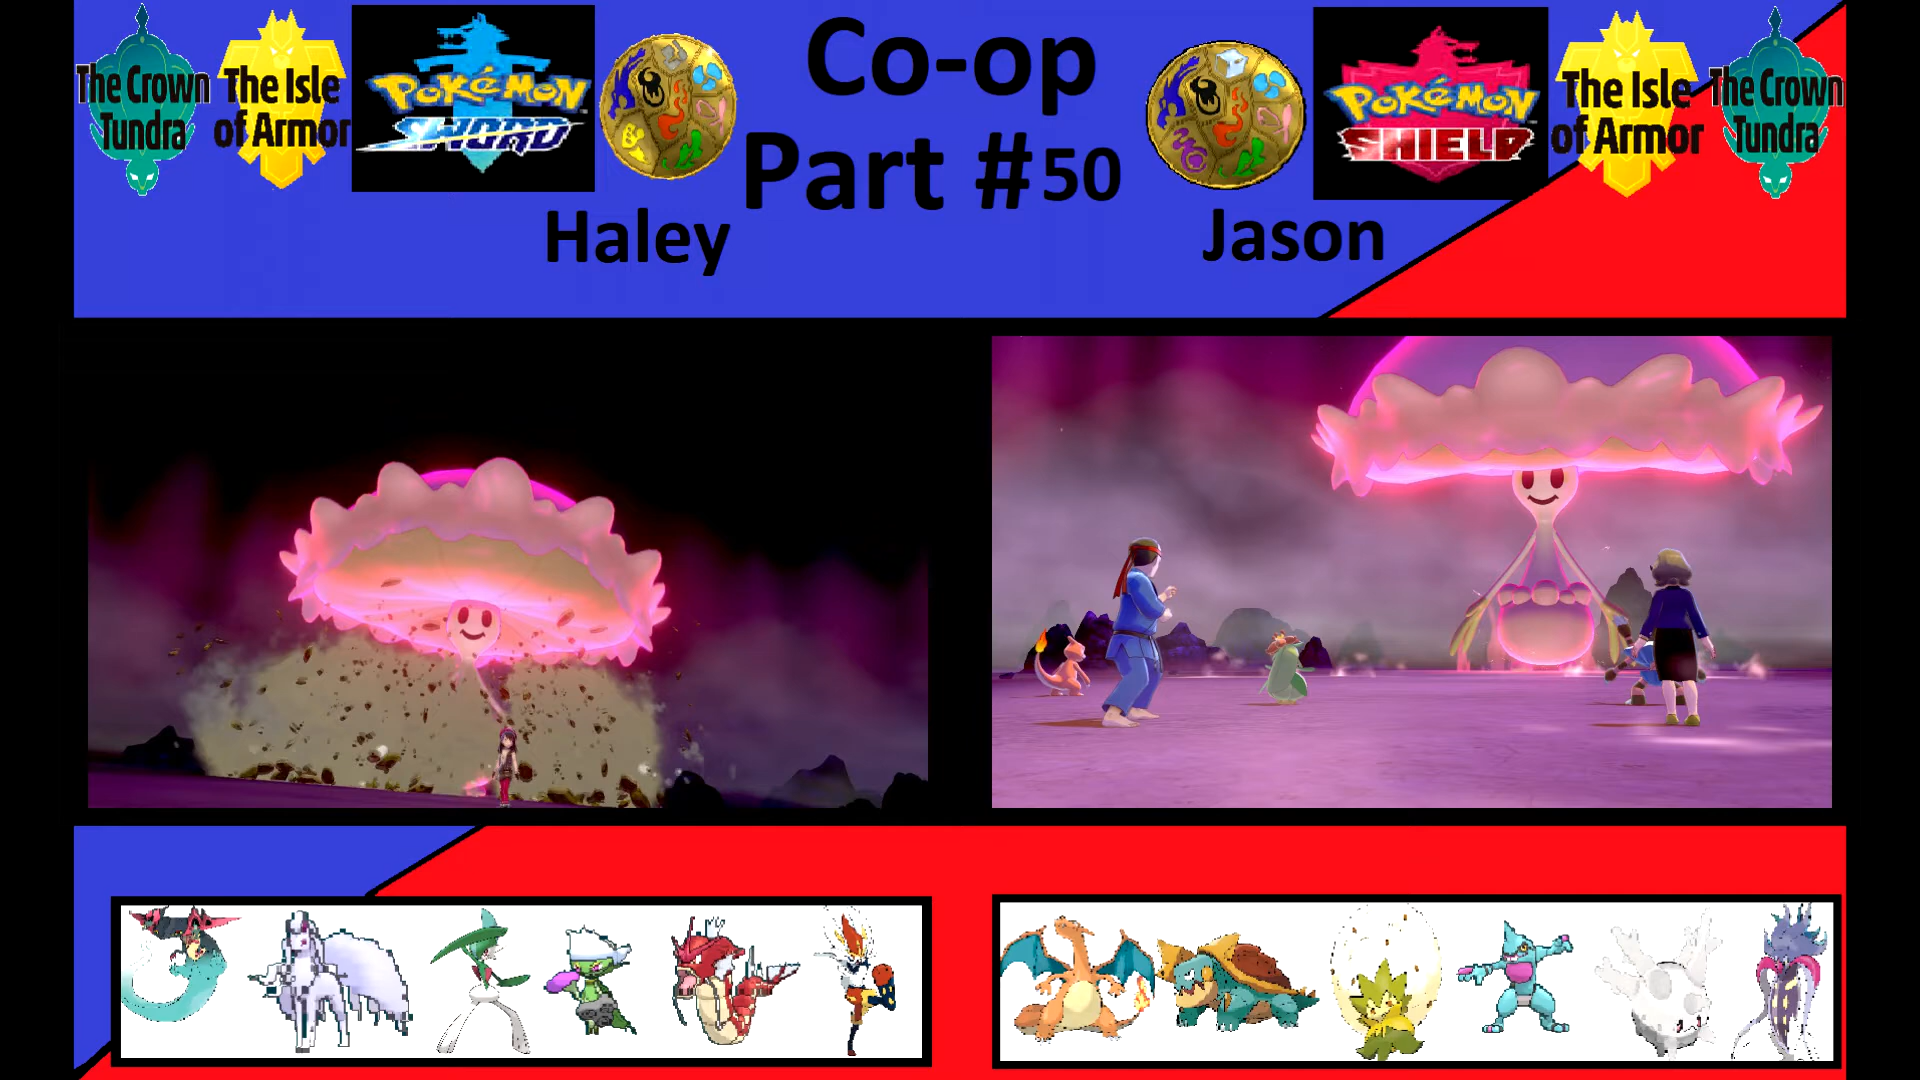 The Crown
Tundra
The Isle
of Armor
POKÉMON
SWORD
Co-op
Part #50
POKÉMON
SHIELD
The Isle
of Armor
The Crown
Tundra
Haley
Jason